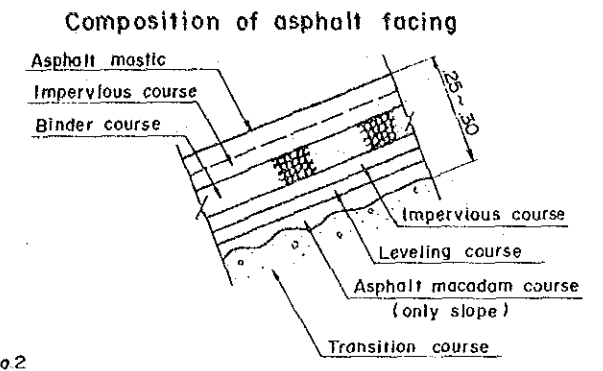 Composition of asphalt facing
Asphalt mastic
Impervious course
Binder course
25~30
Impervious course
Leveling course
Asphalt macadam course
(only slope)
Transition course
o.2